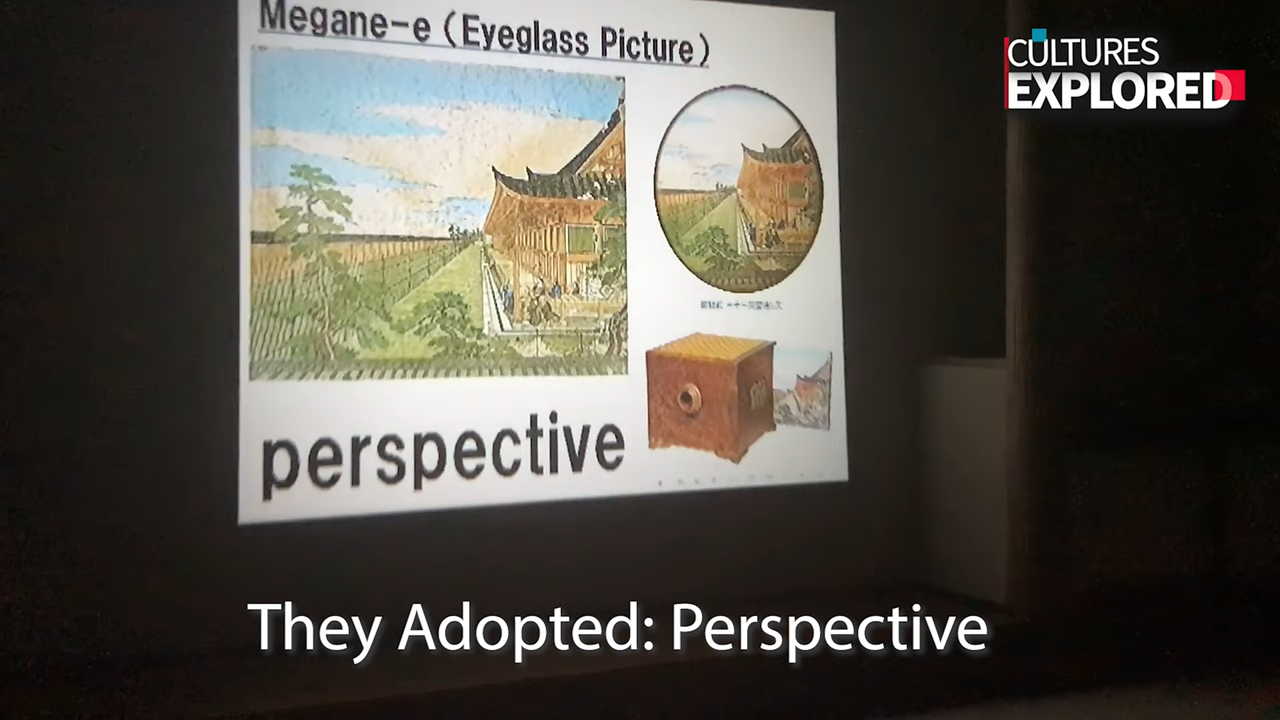 Megane-e (Eyeglass Picture)
CULTURES
EXPLORED
perspective
They Adopted: Perspective